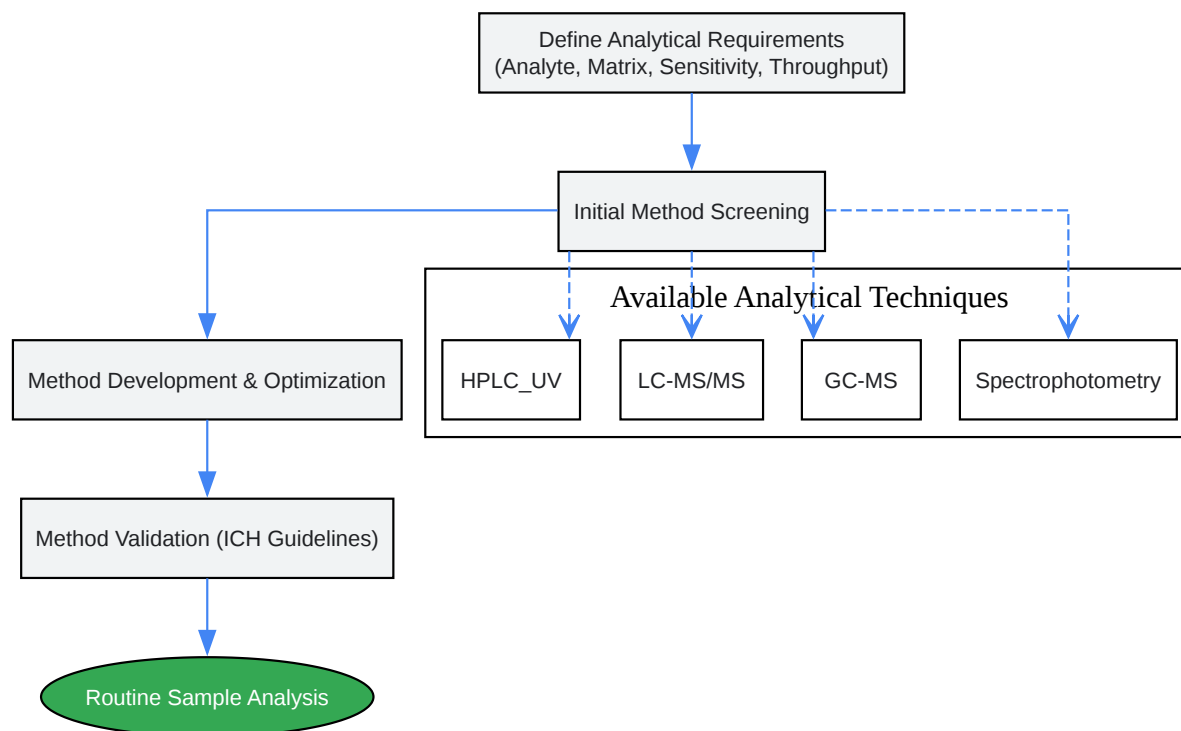 Define Analytical Requirements
(Analyte, Matrix, Sensitivity, Throughput)
Initial Method Screening
Available Analytical Techniques
Method Development & Optimization
HPLC_UV
LC-MS/MS
GC-MS
Spectrophotometry
Method Validation (ICH Guidelines)
Routine Sample Analysis